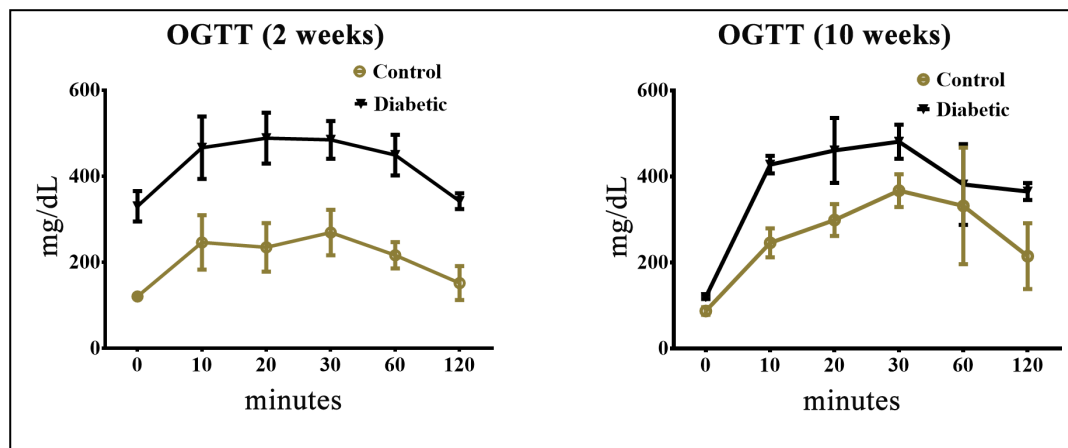 OGTT (2 weeks)
Control
Diabetic
600
400
200
0
mg/dL
0 10 20 30 60 120
minutes
OGTT (10 weeks)
Control
Diabetic
600
400
200
0
mg/dL
0 10 20 30 60 120
minutes